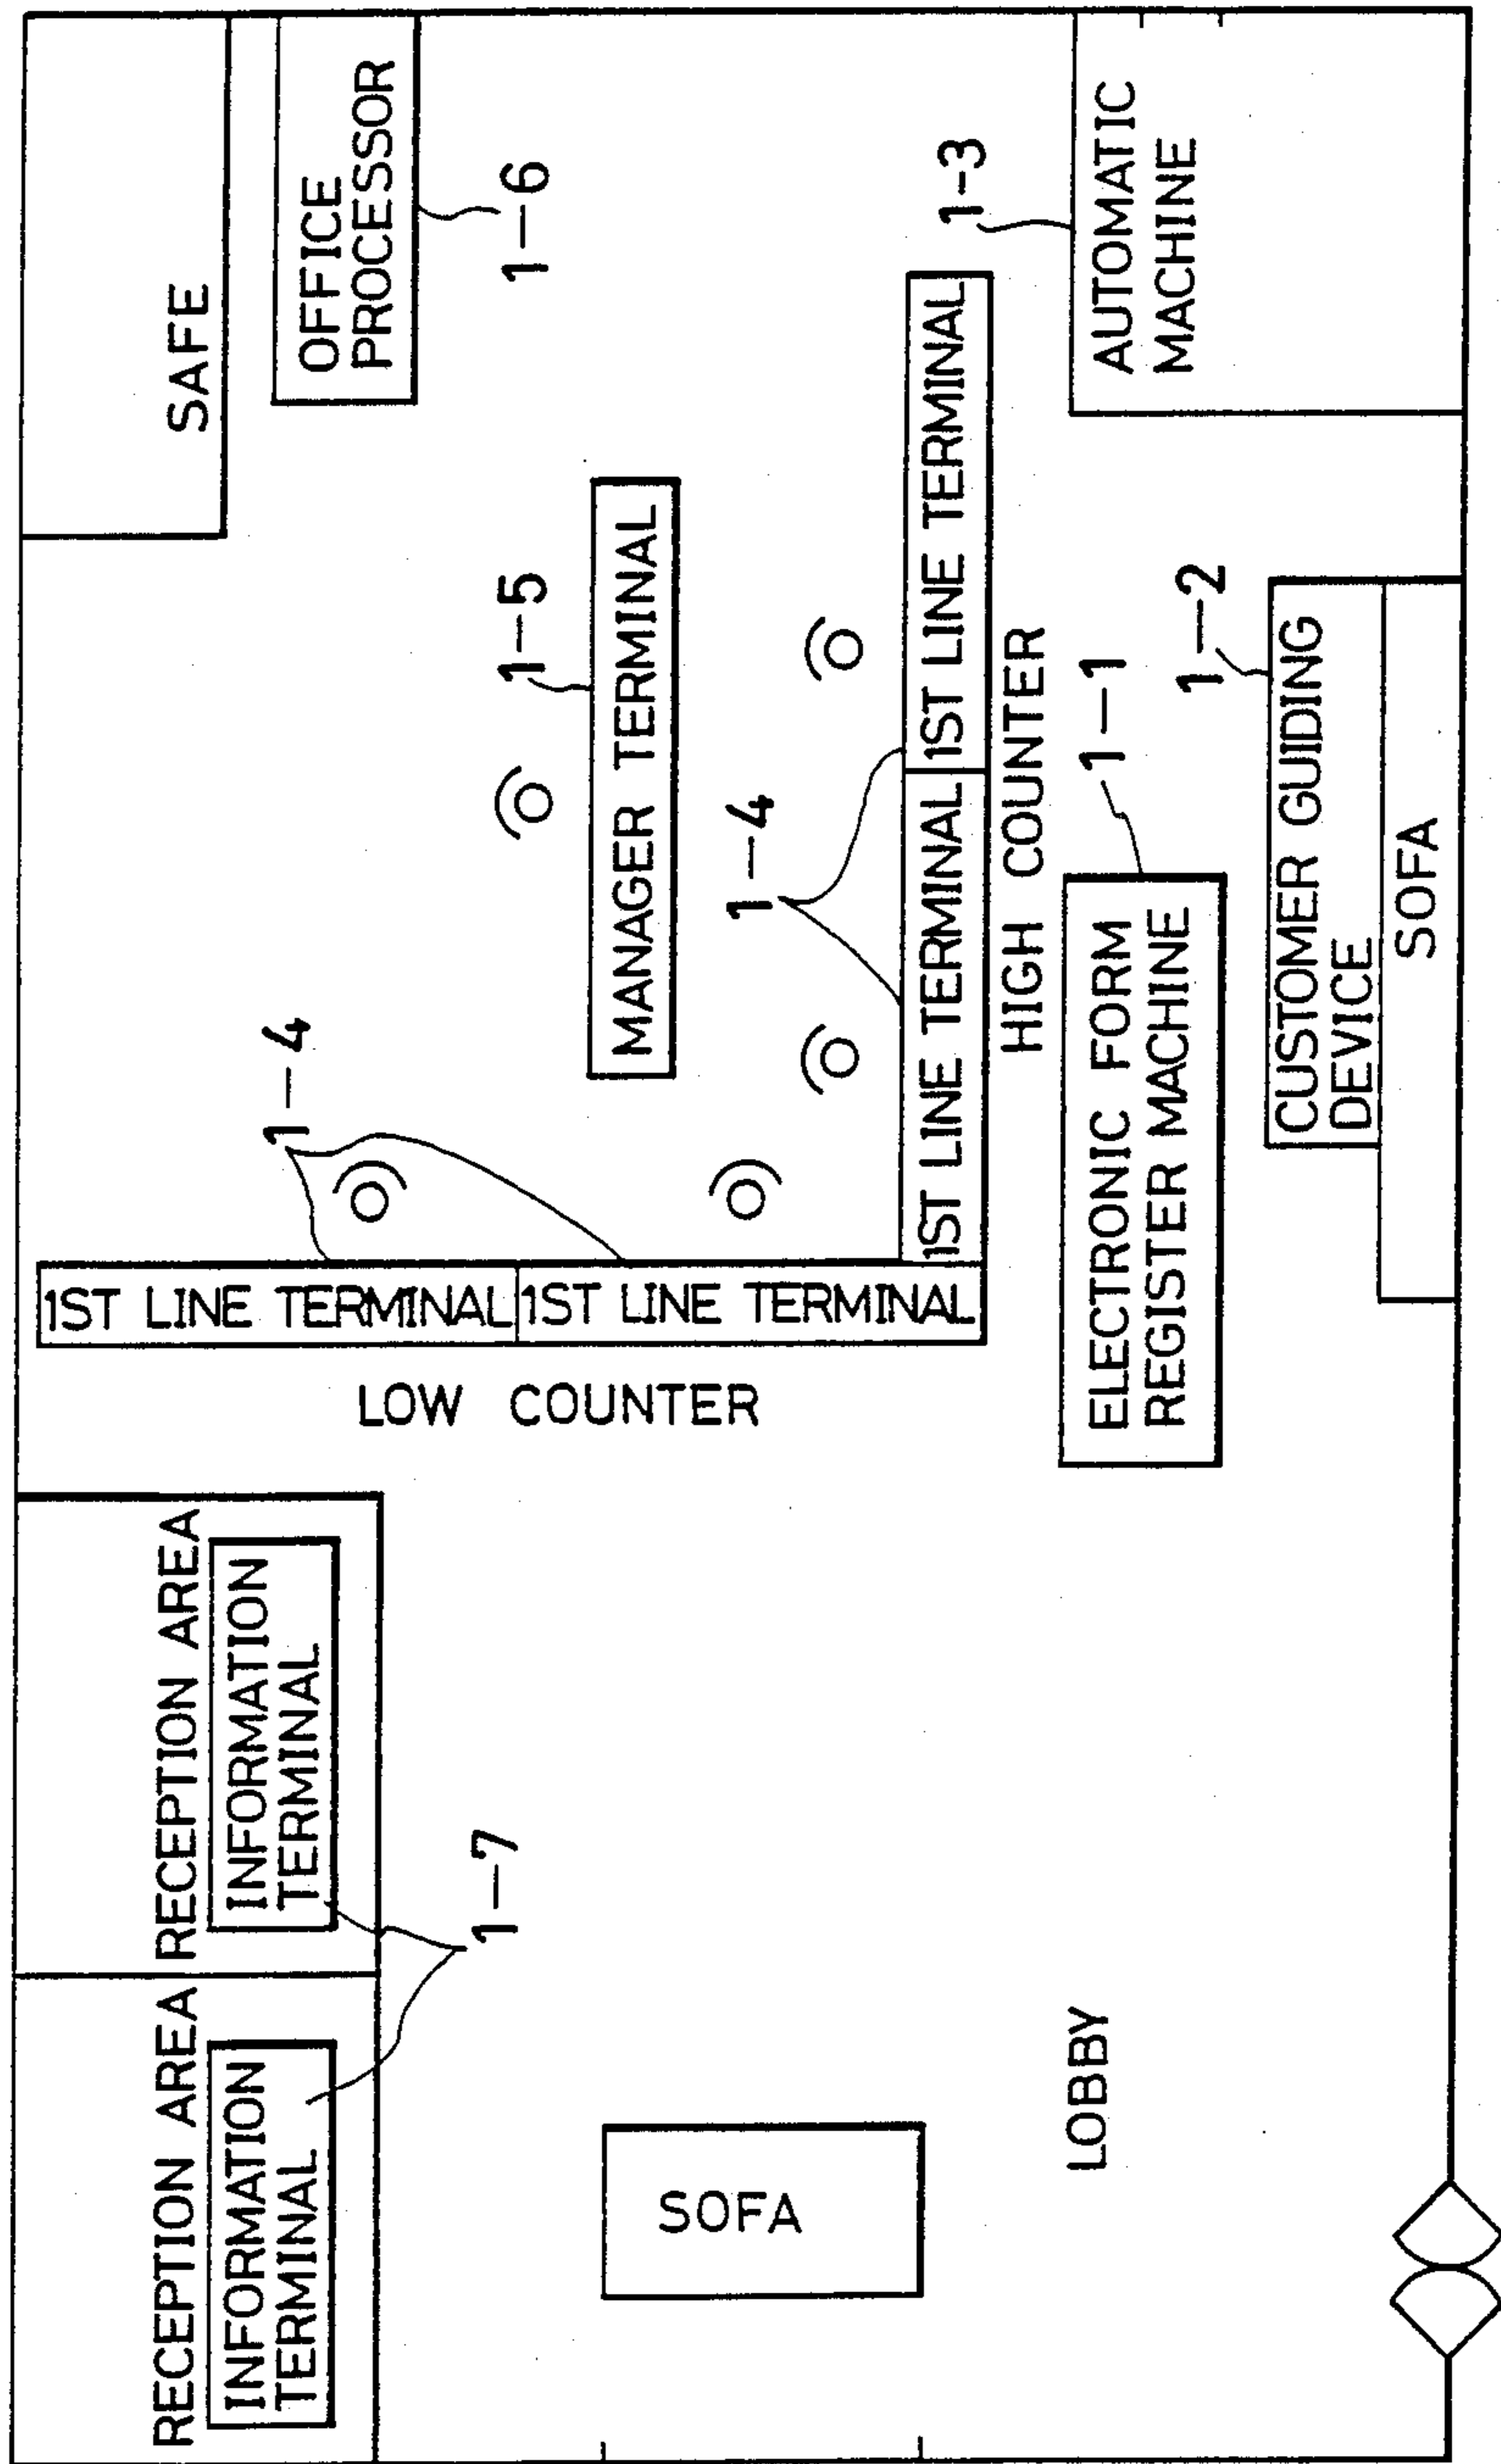 RECEPTION AREA
INFORMATION
TERMINAL
RECEPTION AREA
INFORMATION
TERMINAL
1-7
SOFA
LOBBY
LOW COUNTER
1ST LINE TERMINAL
1ST LINE TERMINAL
1-4
SAFE
OFFICE
PROCESSOR
1-6
1-5
MANAGER TERMINAL
1-4
1ST LINE TERMINAL
1ST LINE TERMINAL
HIGH COUNTER
1-3
AUTOMATIC
MACHINE
1-1
ELECTRONIC FORM
REGISTER MACHINE
1-2
CUSTOMER GUIDING
DEVICE
SOFA